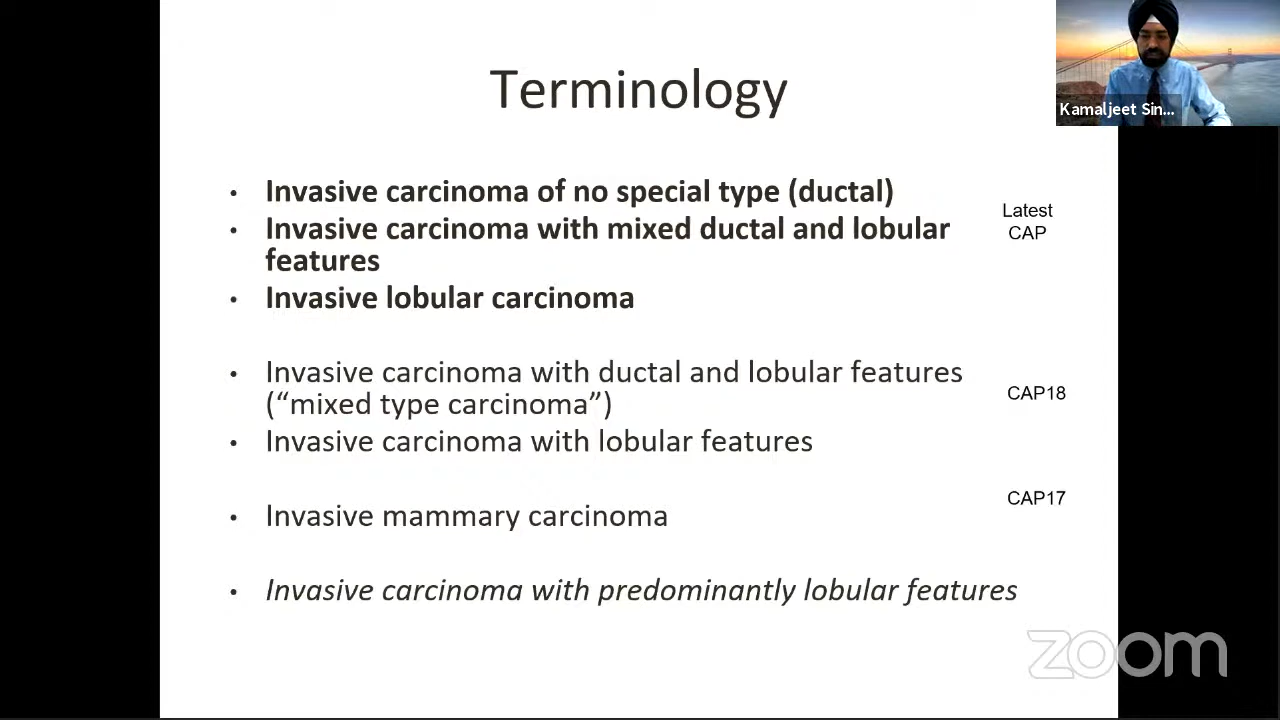 Terminology
Kamaljeet Sin...
• Invasive carcinoma of no special type (ductal)
• Invasive carcinoma with mixed ductal and lobular
features
• Invasive lobular carcinoma
Latest
CAP
• Invasive carcinoma with ductal and lobular features
(“mixed type carcinoma”)
• Invasive carcinoma with lobular features
CAP18
CAP17
• Invasive mammary carcinoma
• Invasive carcinoma with predominantly lobular features
zoom